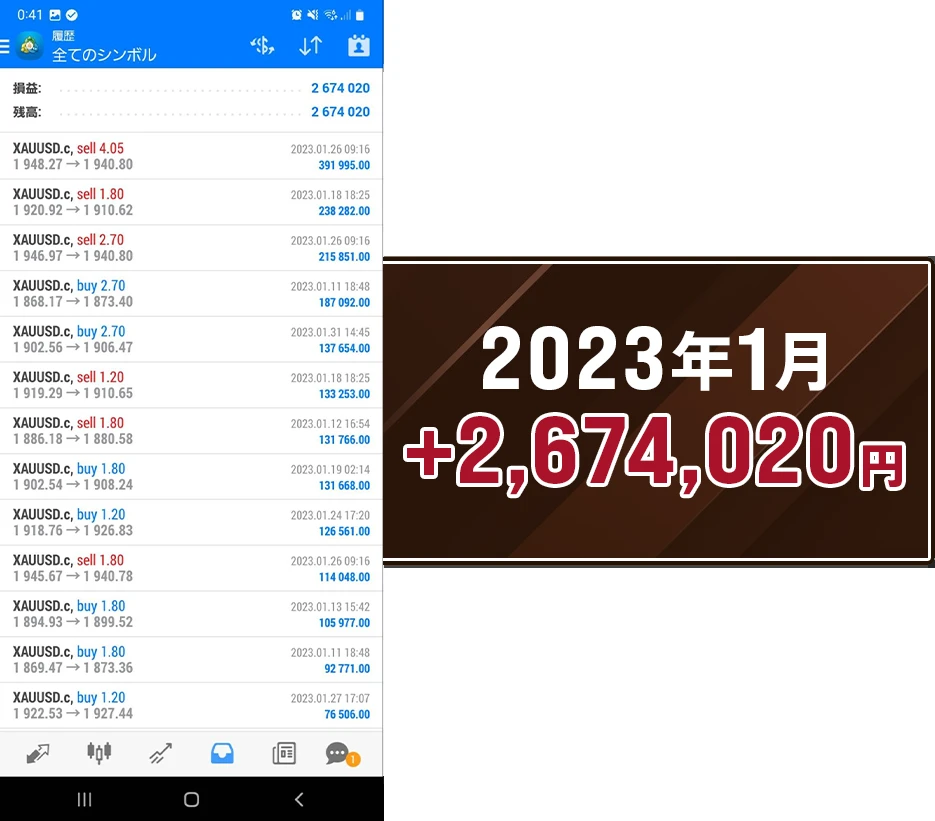 0:41
履歴
全てのシンボル
損益: 2 674 020
残高: 2 674 020
XAUUSD.c, sell 4.05 2023.01.26 09:16
1 948.27 → 1 940.80 391 995.00
XAUUSD.c, sell 1.80 2023.01.18 18:25
1 920.92 → 1 910.62 238 282.00
XAUUSD.c, sell 2.70 2023.01.26 09:16
1 946.97 → 1 940.80 215 851.00
XAUUSD.c, buy 2.70 2023.01.11 18:48
1 868.17 → 1 873.40 187 092.00
XAUUSD.c, buy 2.70 2023.01.31 14:45
1 902.56 → 1 906.47 137 654.00
XAUUSD.c, sell 1.20 2023.01.18 18:25
1 919.29 → 1 910.65 133 253.00
XAUUSD.c, sell 1.80 2023.01.12 16:54
1 886.18 → 1 880.58 131 766.00
XAUUSD.c, buy 1.80 2023.01.19 02:14
1 902.54 → 1 908.24 131 668.00
XAUUSD.c, buy 1.20 2023.01.24 17:20
1 918.76 → 1 926.83 126 561.00
XAUUSD.c, sell 1.80 2023.01.26 09:16
1 945.67 → 1 940.78 114 048.00
XAUUSD.c, buy 1.80 2023.01.13 15:42
1 894.93 → 1 899.52 105 977.00
XAUUSD.c, buy 1.80 2023.01.11 18:48
1 869.47 → 1 873.36 92 771.00
XAUUSD.c, buy 1.20 2023.01.27 17:07
1 922.53 → 1 927.44 76 506.00
1
2023年1月
+2,674,020円